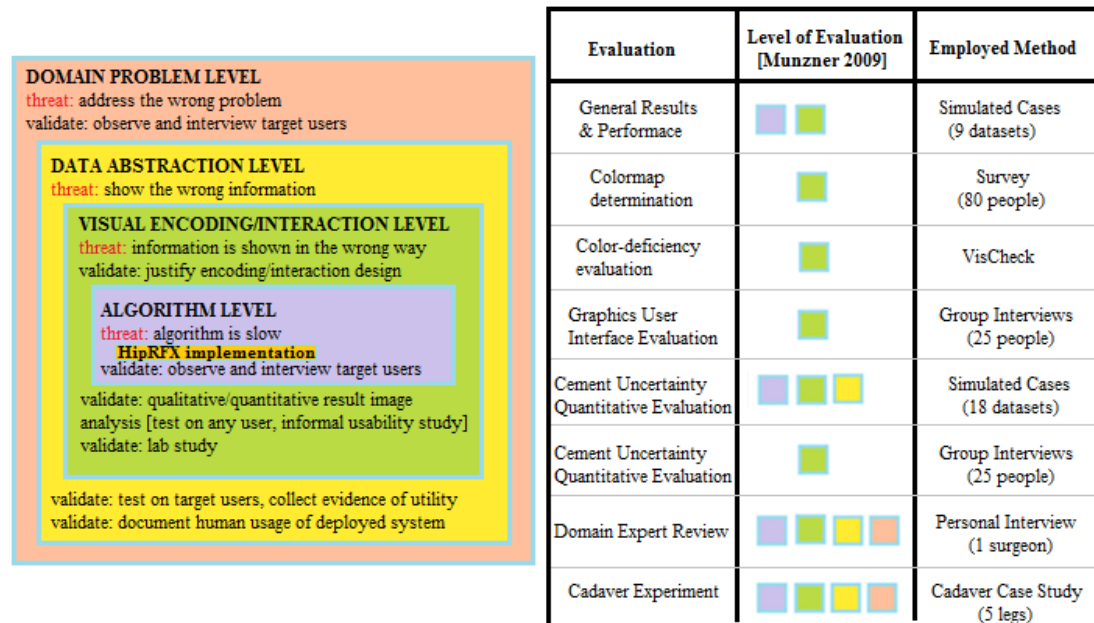 DOMAIN PROBLEM LEVEL
threat: address the wrong problem
validate: observe and interview target users
DATA ABSTRACTION LEVEL
threat: show the wrong information
VISUAL ENCODING/INTERACTION LEVEL
threat: information is shown in the wrong way
validate: justify encoding/interaction design
ALGORITHM LEVEL
threat: algorithm is slow
HipRFX implementation
validate: observe and interview target users
validate: qualitative/quantitative result image
analysis [test on any user, informal usability study]
validate: lab study
validate: test on target users, collect evidence of utility
validate: document human usage of deployed system
Evaluation
Level of Evaluation
[Munzner 2009]
Employed Method
General Results
& Performace
Simulated Cases
(9 datasets)
Colormap
determination
Survey
(80 people)
Color-deficiency
evaluation
VisCheck
Graphics User
Interface Evaluation
Group Interviews
(25 people)
Cement Uncertainty
Quantitative Evaluation
Simulated Cases
(18 datasets)
Cement Uncertainty
Quantitative Evaluation
Group Interviews
(25 people)
Domain Expert Review
Personal Interview
(1 surgeon)
Cadaver Experiment
Cadaver Case Study
(5 legs)